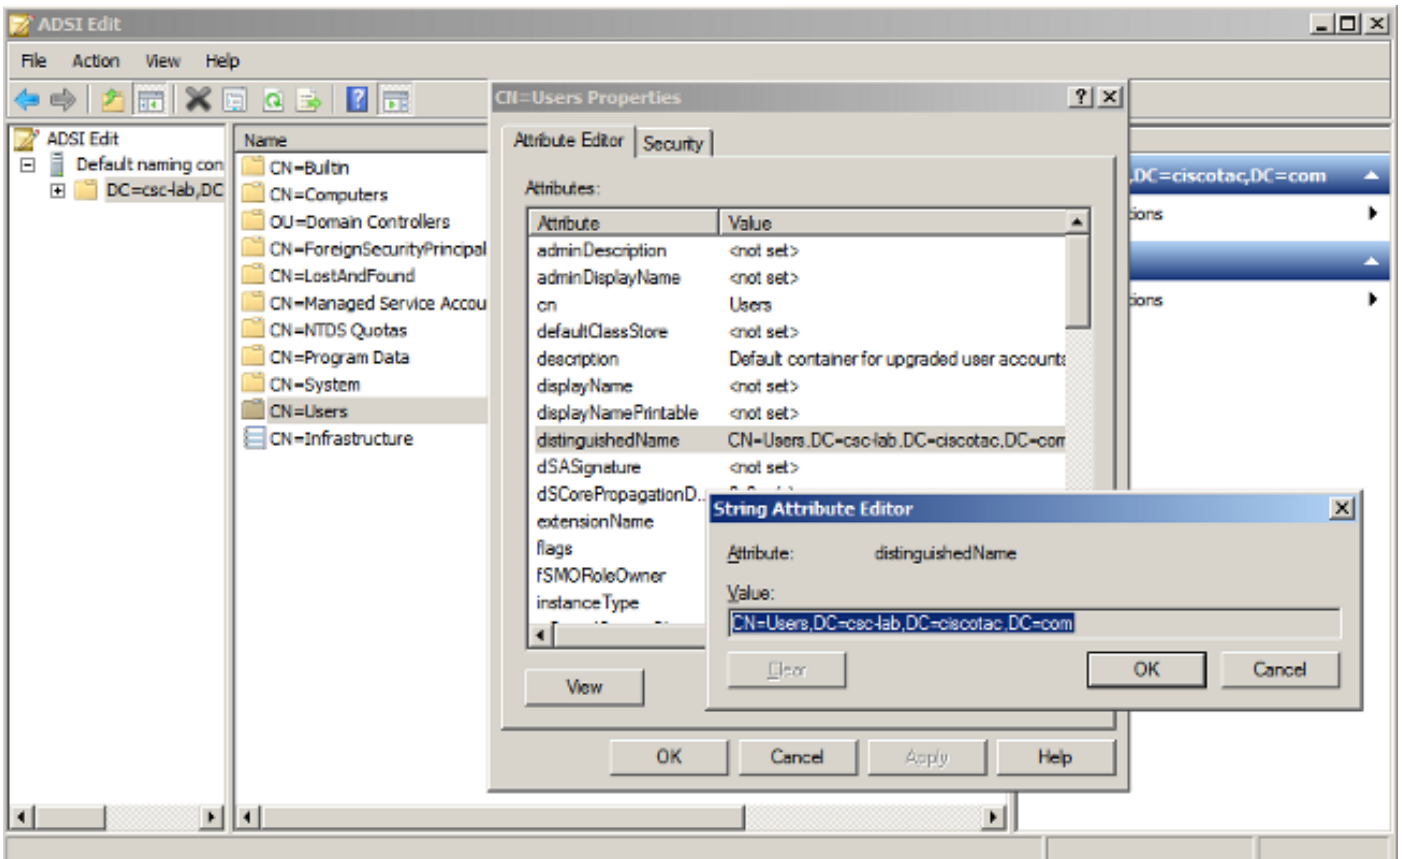 ADSI Edit
File Action View Help
ADSI Edit
Default naming con
DC=csc-lab,DC
Name
CN=Builtin
CN=Computers
OU=Domain Controllers
CN=ForeignSecurityPrincipal
CN=LostAndFound
CN=Managed Service Accou
CN=NTDS Quotas
CN=Program Data
CN=System
CN=Users
CN=Infrastructure
CN=Users Properties
Attribute Editor Security
Attributes:
Attribute Value
adminDescription <not set>
adminDisplayName <not set>
cn Users
defaultClassStore <not set>
description Default container for upgraded user accounts
displayName <not set>
displayNamePrintable <not set>
distinguishedName CN=Users,DC=csc-lab,DC=ciscotac,DC=com
dSASignature <not set>
dSCorePropagationD...
extensionName
flags
fSMORoleOwner
instanceType
View
OK Cancel Apply Help
String Attribute Editor
Attribute: distinguishedName
Value:
CN=Users,DC=csc-lab,DC=ciscotac,DC=com
Clear OK Cancel
,DC=ciscotac,DC=com
ions
ions